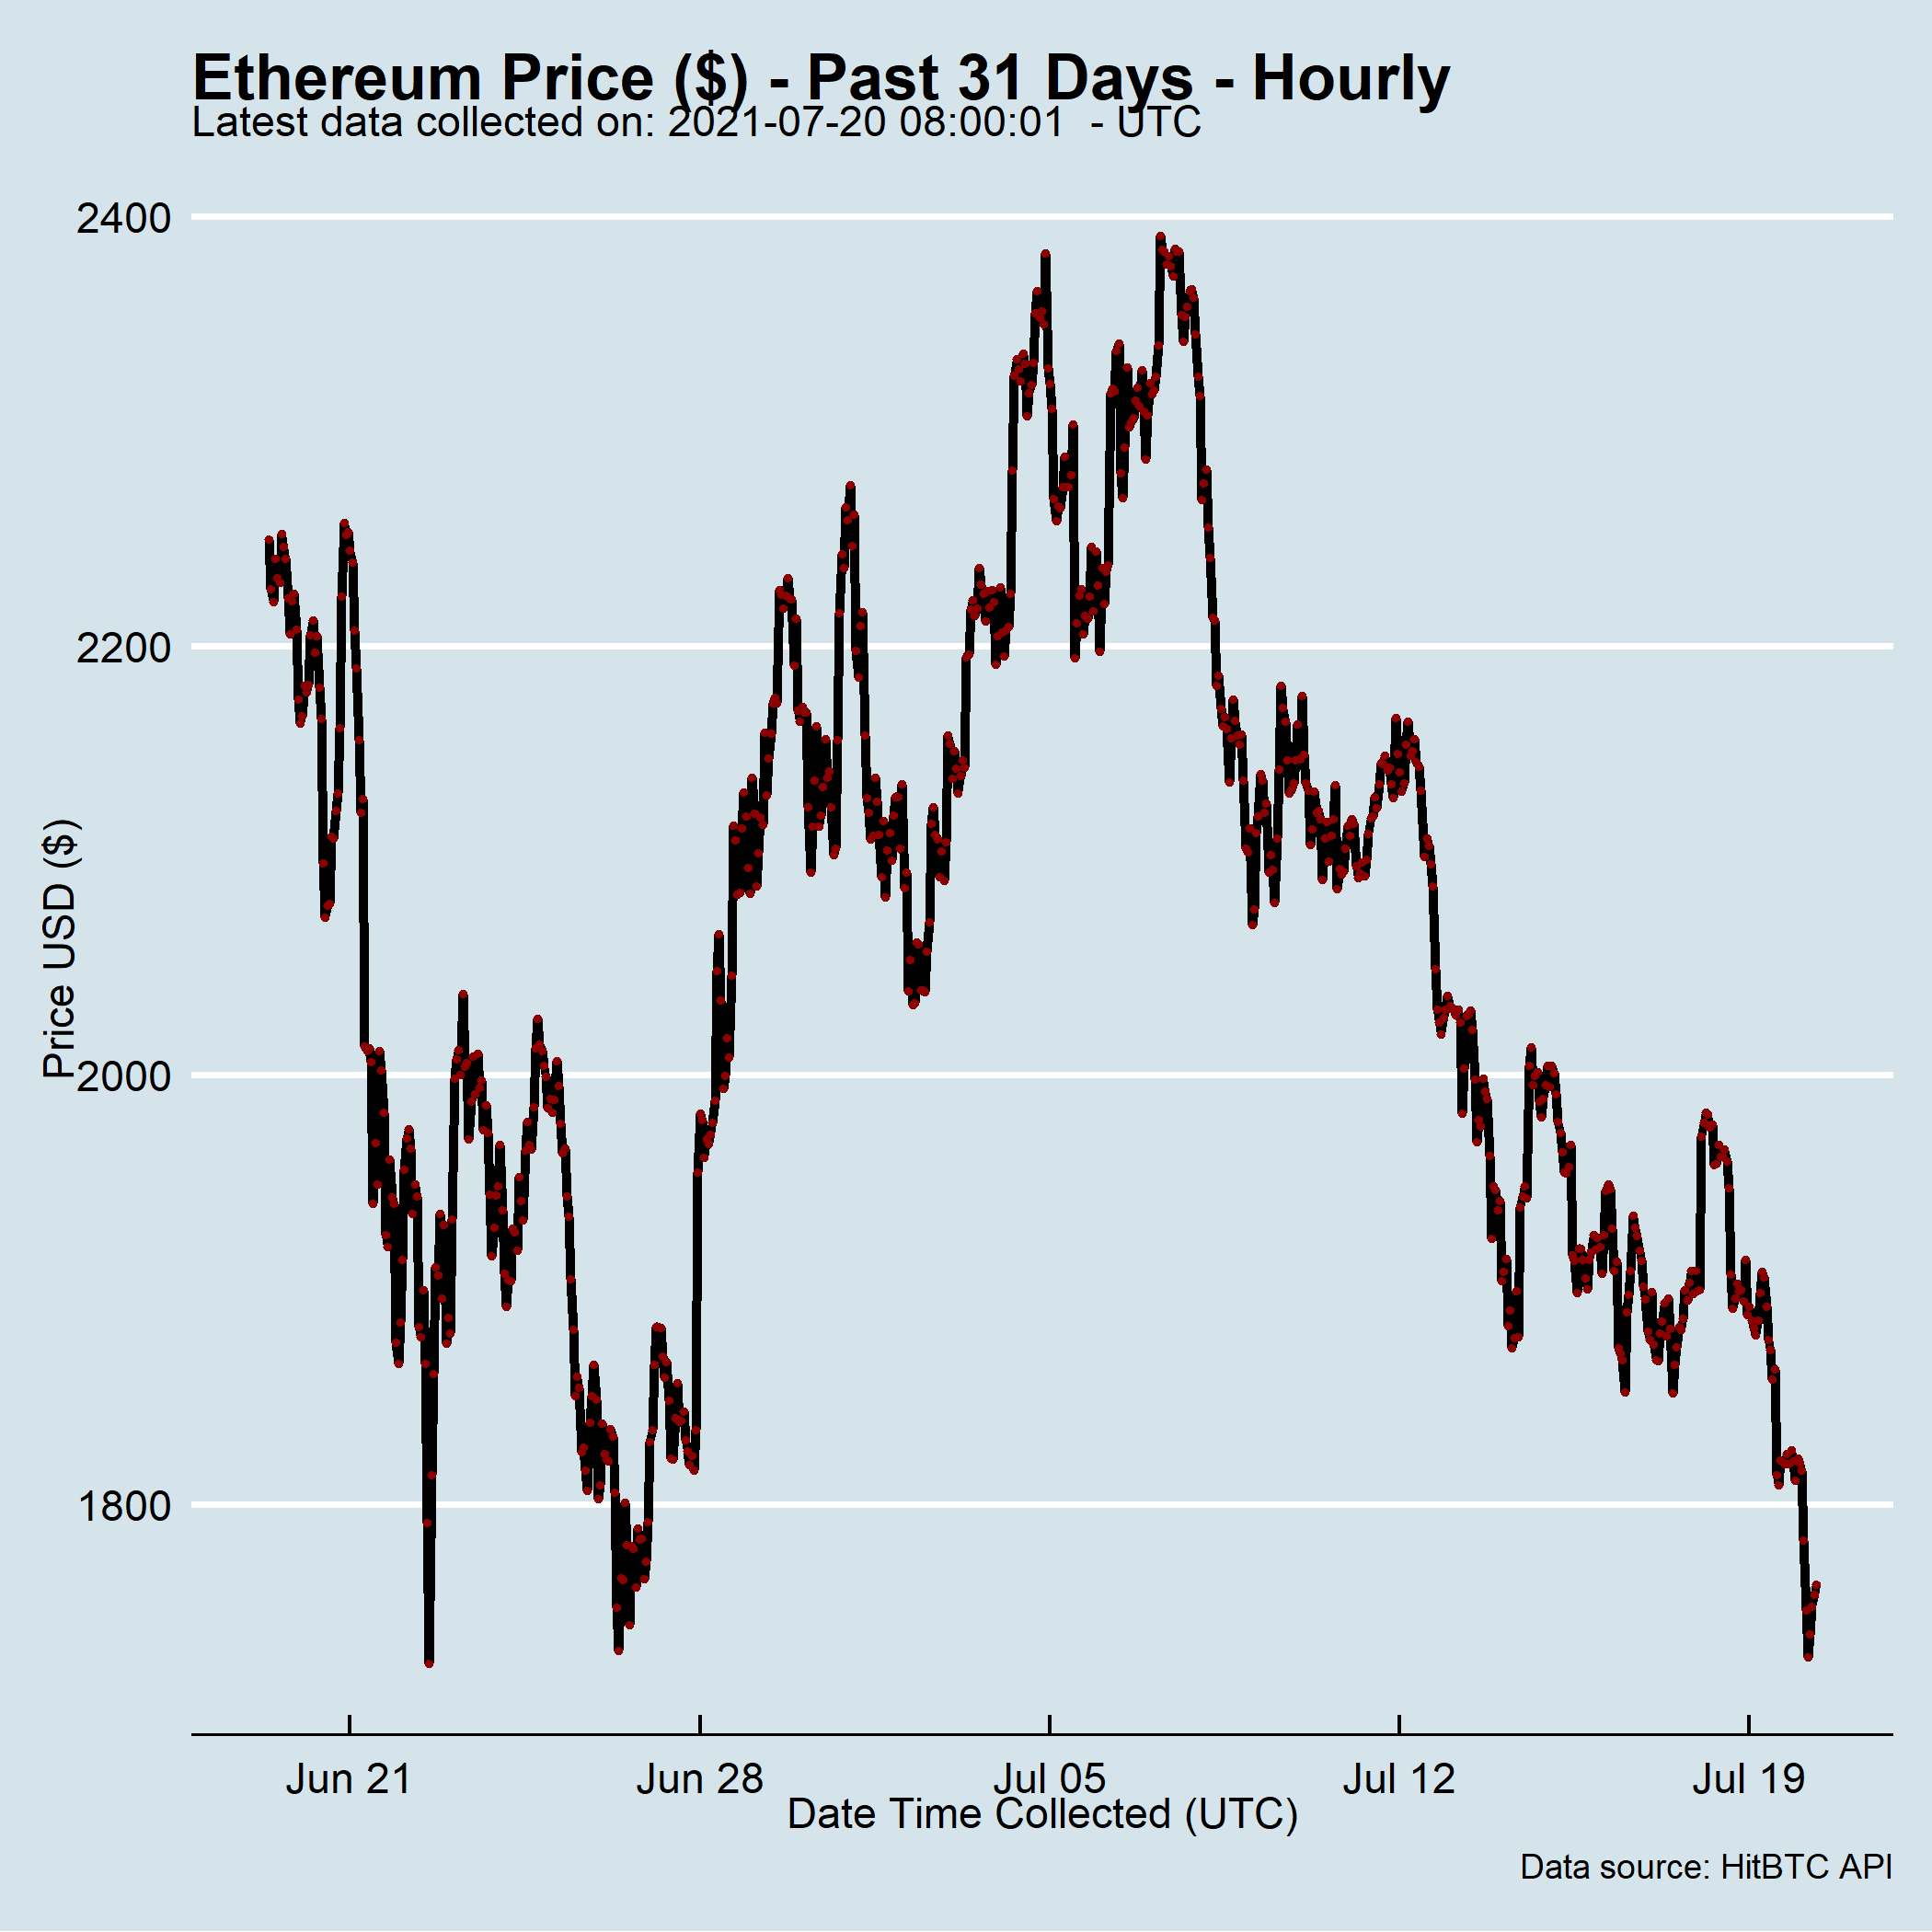 Ethereum Price ($) - Past 31 Days - Hourly
Latest data collected on: 2021-07-20 08:00:01  - UTC
2400
2200
2000
1800
Price USD ($)
Jun 21
Jun 28
Jul 05
Jul 12
Jul 19
Date Time Collected (UTC)
Data source: HitBTC API